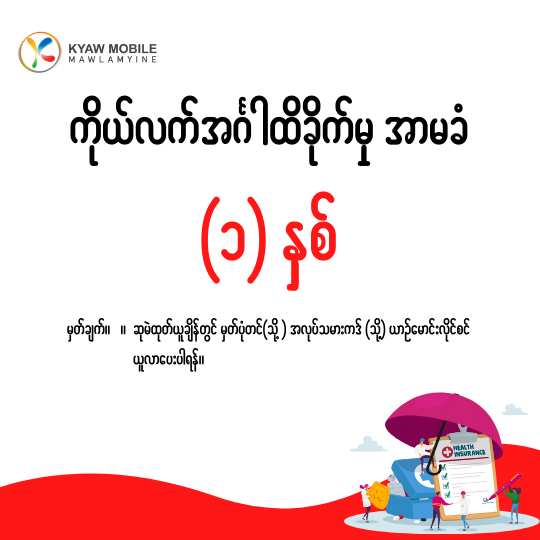 KYAW MOBILE
MAWLAMYINE
ကိုယ်လက်အင်္ဂါထိခိုက်မှု အာမခံ
(၁) နှစ်
မှတ်ချက်။ ။ ဆုမဲထုတ်ယူချိန်တွင် မှတ်ပုံတင်(သို့) အလုပ်သမားကဒ် (သို့) ယာဉ်မောင်းလိုင်စင်
ယူလာပေးပါရန်။
HEALTH
INSURANCE